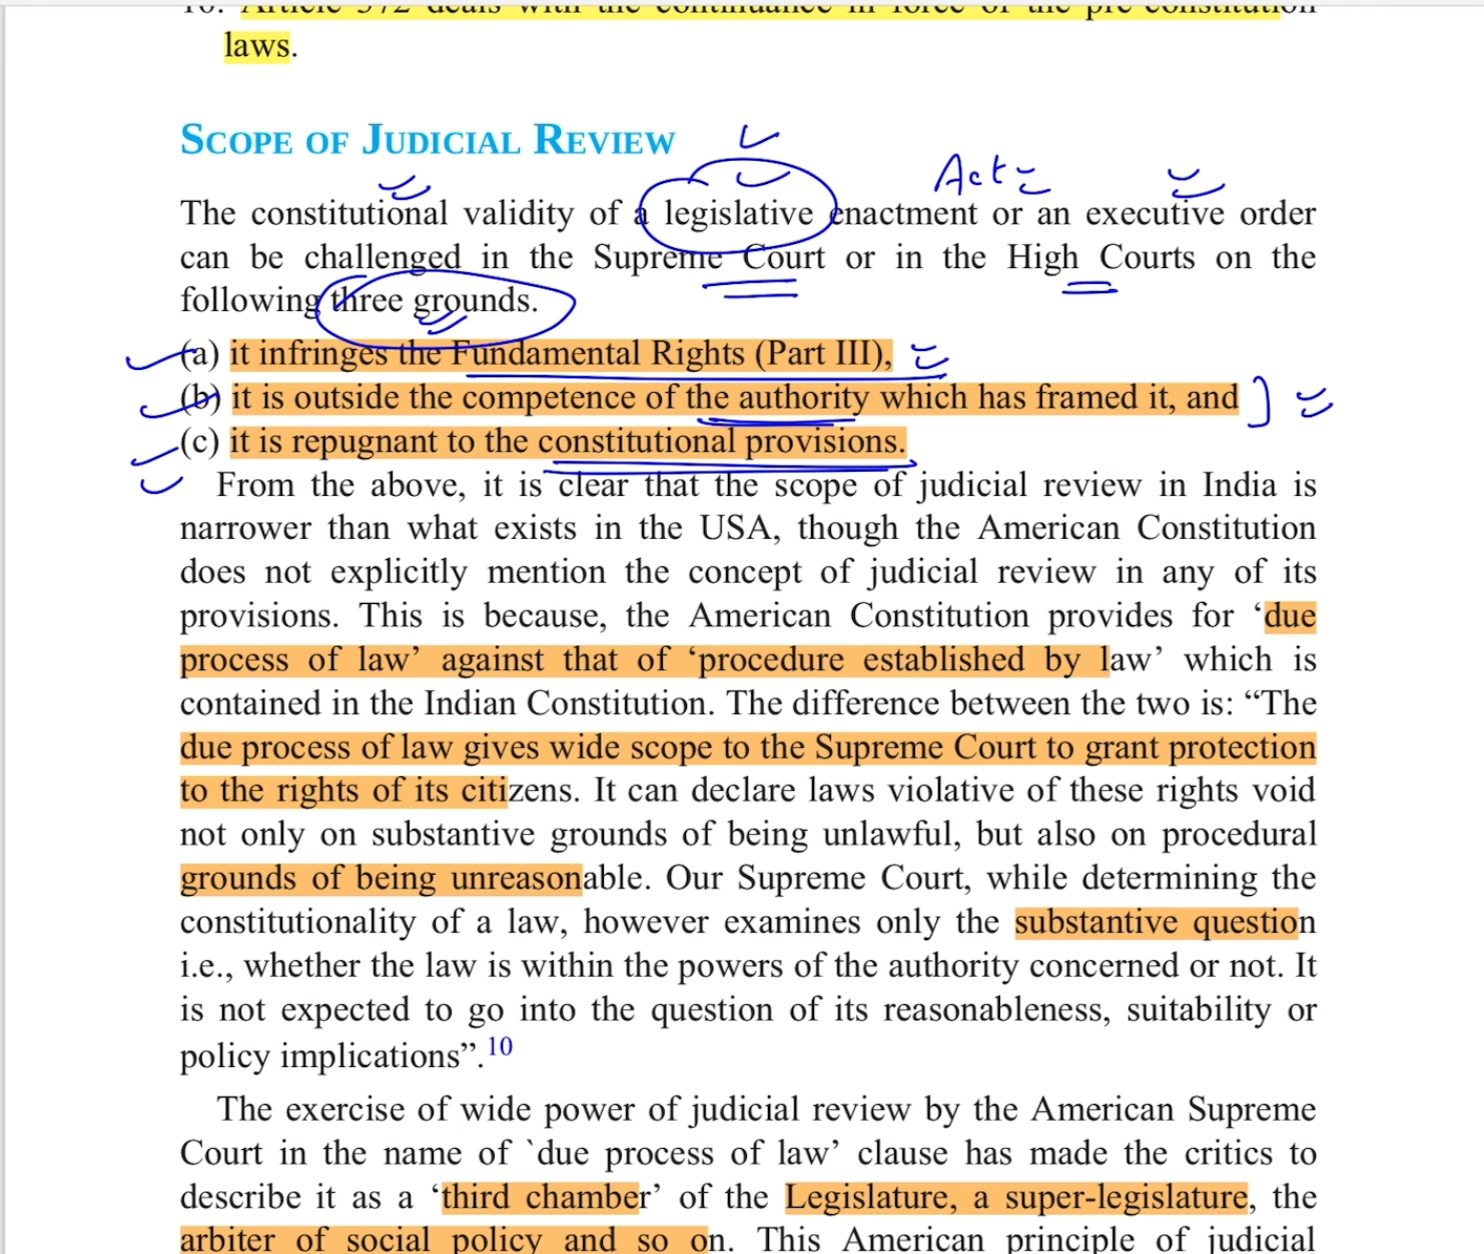 10. Article 372 deals with the continuance in force of the pre-constitution
laws.
SCOPE OF JUDICIAL REVIEW
Act
The constitutional validity of a legislative enactment or an executive order
can be challenged in the Supreme Court or in the High Courts on the
following three grounds.
(a) it infringes the Fundamental Rights (Part III),
(b) it is outside the competence of the authority which has framed it, and
(c) it is repugnant to the constitutional provisions.
From the above, it is clear that the scope of judicial review in India is
narrower than what exists in the USA, though the American Constitution
does not explicitly mention the concept of judicial review in any of its
provisions. This is because, the American Constitution provides for ‘due
process of law’ against that of ‘procedure established by law’ which is
contained in the Indian Constitution. The difference between the two is: “The
due process of law gives wide scope to the Supreme Court to grant protection
to the rights of its citizens. It can declare laws violative of these rights void
not only on substantive grounds of being unlawful, but also on procedural
grounds of being unreasonable. Our Supreme Court, while determining the
constitutionality of a law, however examines only the substantive question
i.e., whether the law is within the powers of the authority concerned or not. It
is not expected to go into the question of its reasonableness, suitability or
policy implications”.10
The exercise of wide power of judicial review by the American Supreme
Court in the name of `due process of law’ clause has made the critics to
describe it as a ‘third chamber’ of the Legislature, a super-legislature, the
arbiter of social policy and so on. This American principle of judicial